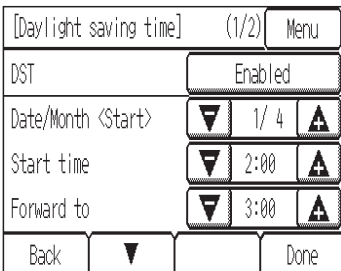 [Daylight saving time] (1/2) Menu
DST Enabled
Date/Month <Start> 1/ 4
Start time 2:00
Forward to 3:00
Back Done